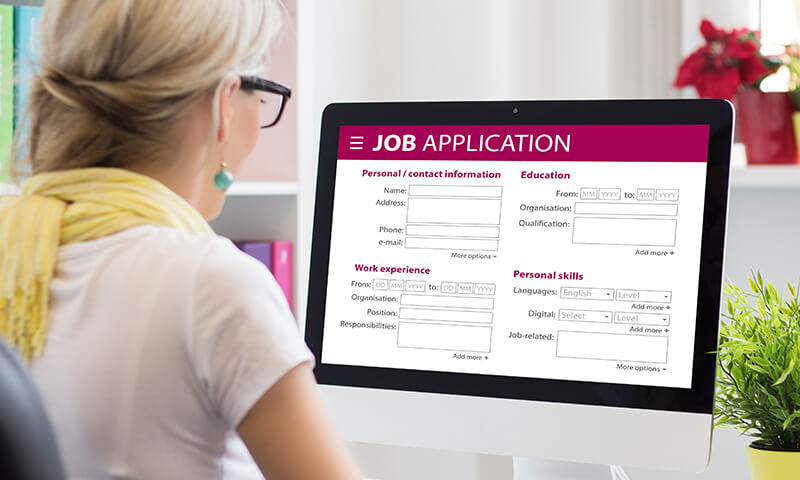 ☰ JOB APPLICATION
Personal / contact information
Name:
Address:
Phone:
e-mail:
More options
Education
From: MM YYYY to: MM YYYY
Organisation:
Qualification:
Add more +
Work experience
From: DD MM YYYY to: DD MM YYYY
Organisation:
Position:
Responsibilities:
Add more +
Personal skills
Languages: English Level
Add more +
Digital: Select Level
Add more +
Job-related:
More options